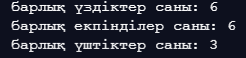 барлық үздіктер саны: 6
барлық екпінділер саны: 6
барлық үштіктер саны: 3